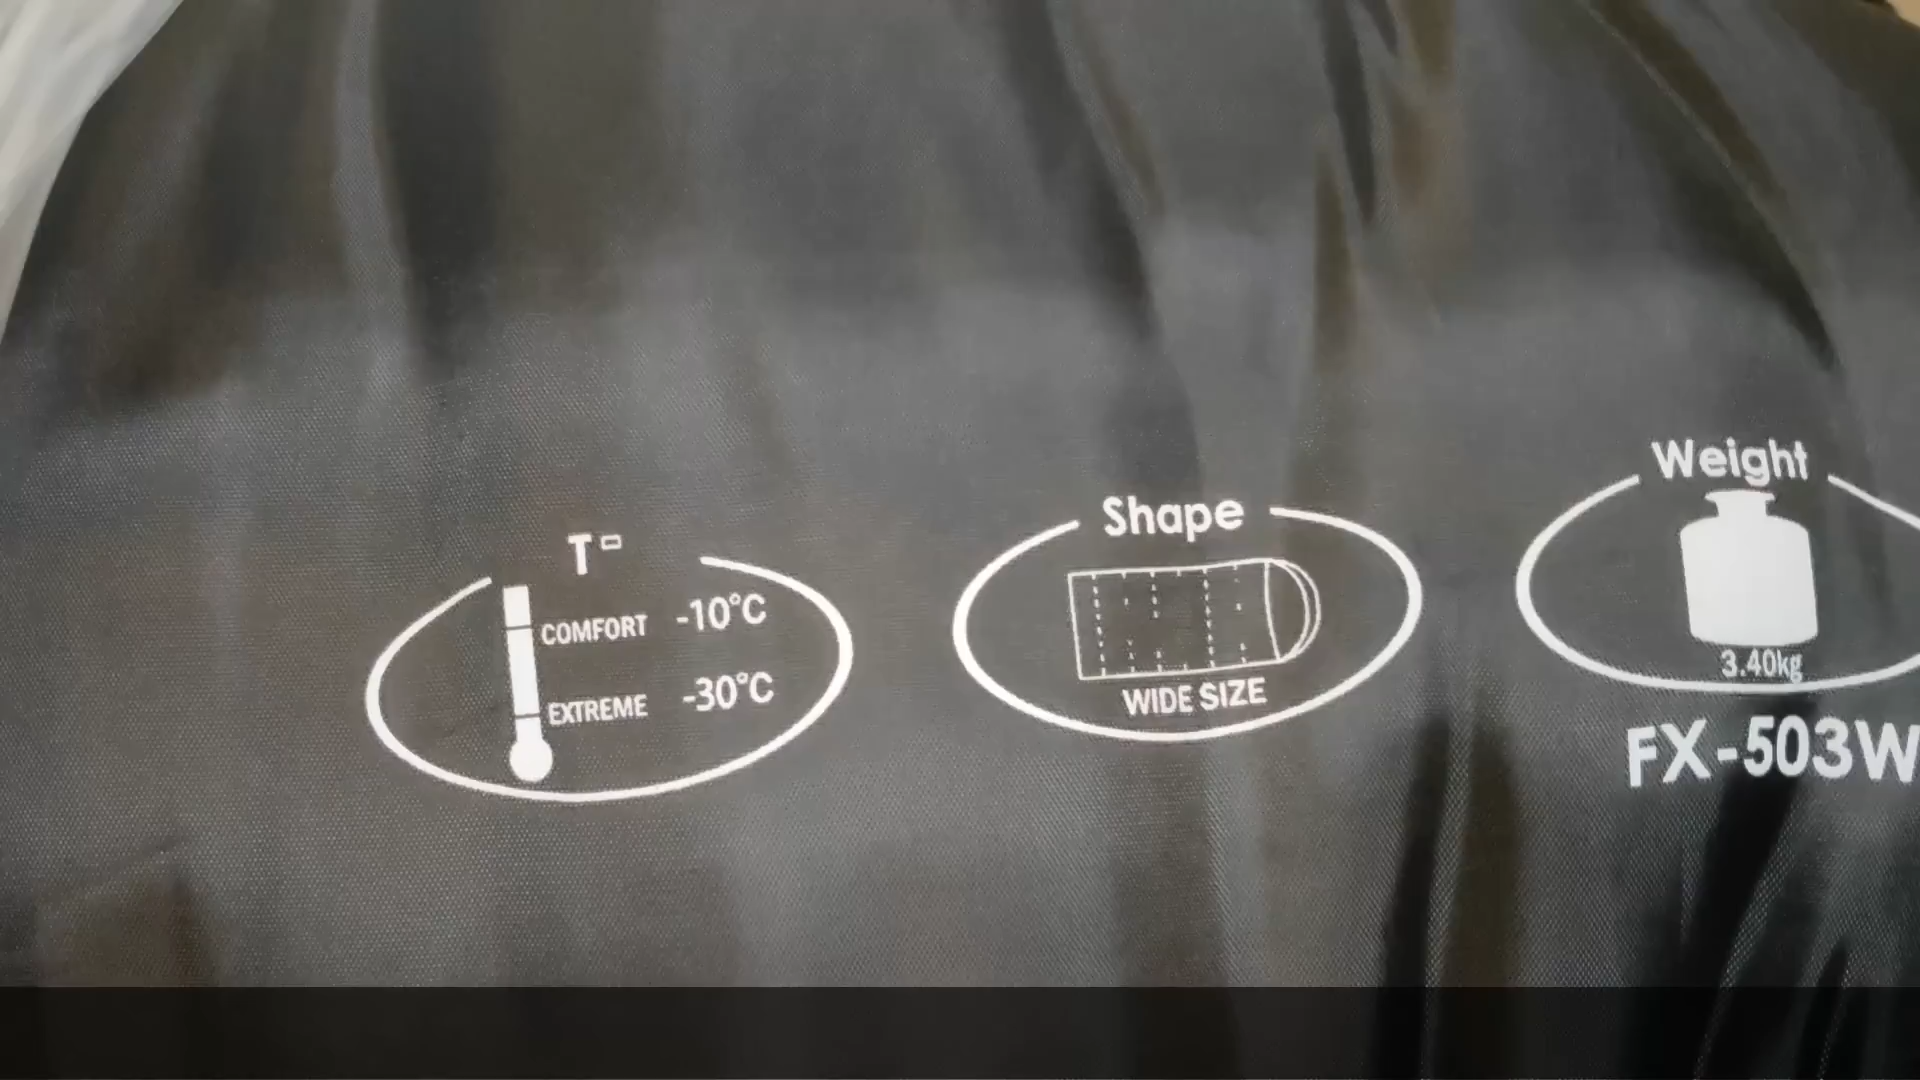 T
COMFORT -10°C
EXTREME -30°C
Shape
WIDE SIZE
Weight
3.40kg
FX-503W